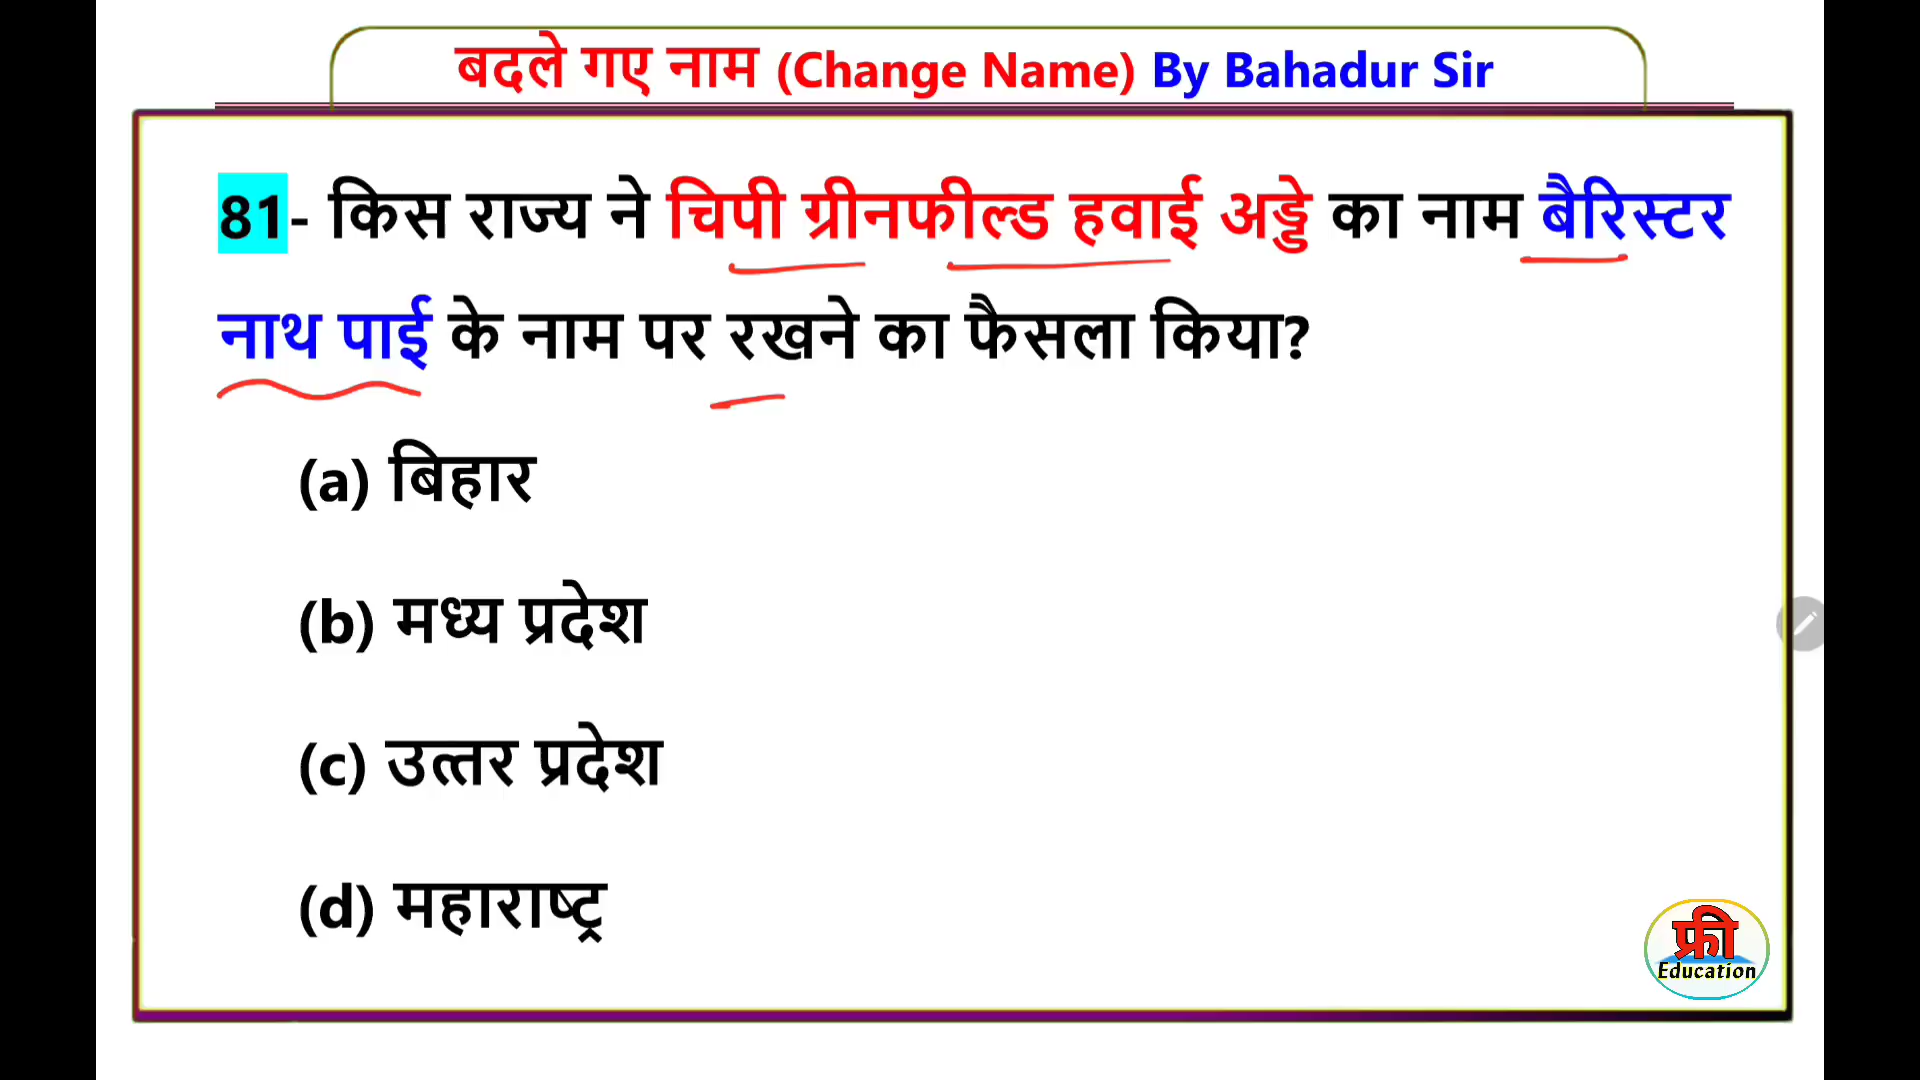 बदले गए नाम (Change Name) By Bahadur Sir
81- किस राज्य ने चिपी ग्रीनफील्ड हवाई अड्डे का नाम बैरिस्टर
नाथ पाई के नाम पर रखने का फैसला किया?
(a) बिहार
(b) मध्य प्रदेश
(c) उत्तर प्रदेश
(d) महाराष्ट्र
फ्री
Education